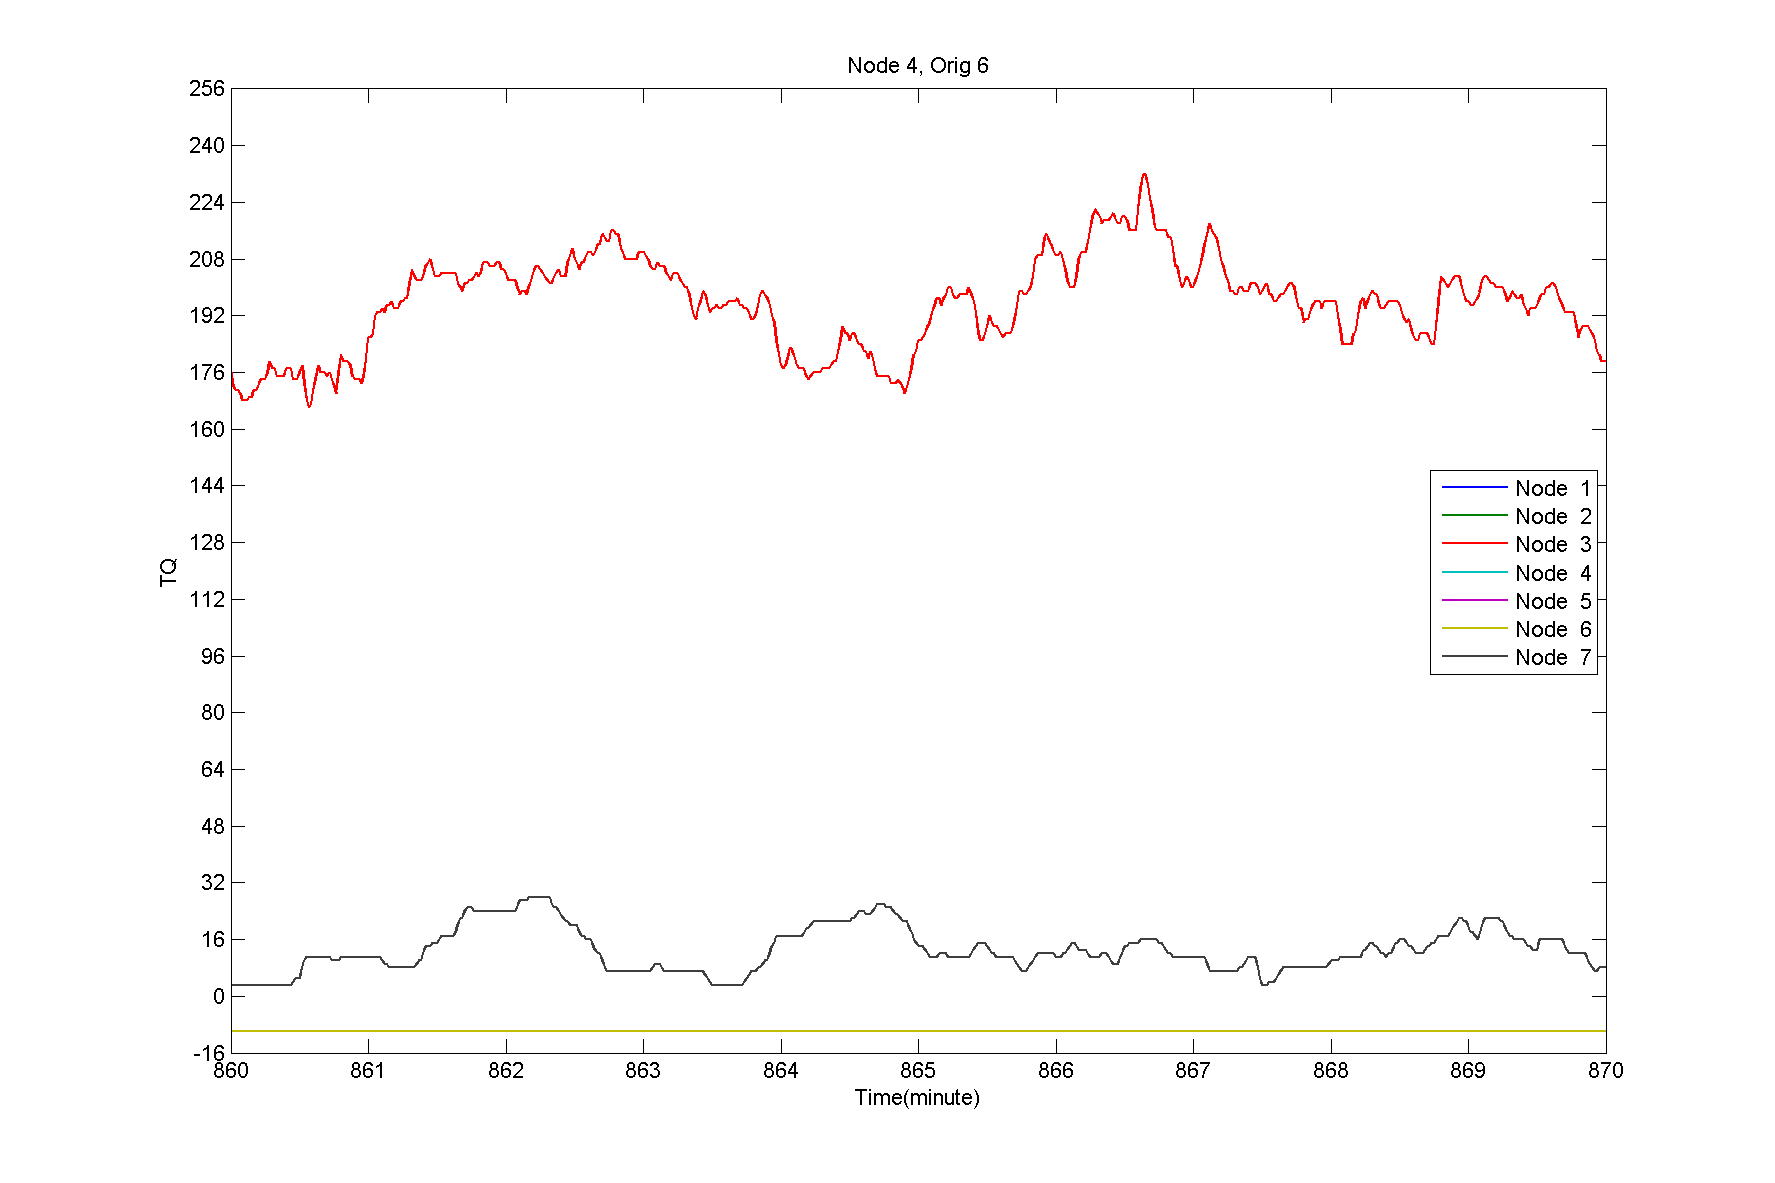 Node 4, Orig 6
256
240
224
208
192
176
160
144
128
112
96
80
64
48
32
16
0
-16
TQ
Node 1
Node 2
Node 3
Node 4
Node 5
Node 6
Node 7
860 861 862 863 864 865 866 867 868 869 870
Time(minute)